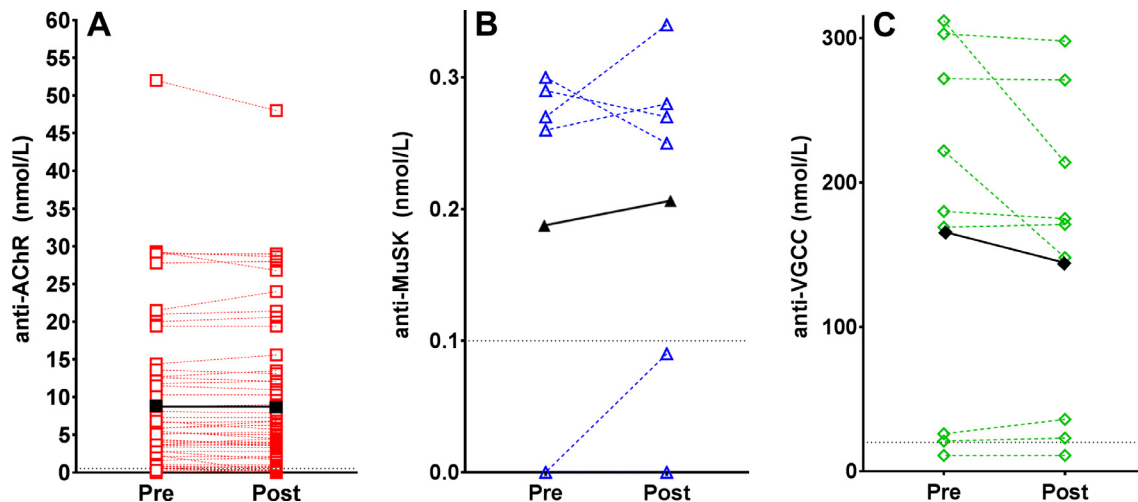 A
anti-AChR (nmol/L)
60
55
50
45
40
35
30
25
20
15
10
5
0
Pre Post
B
anti-MuSK (nmol/L)
0.3
0.2
0.1
0.0
Pre Post
C
anti-VGCC (nmol/L)
300
200
100
0
Pre Post